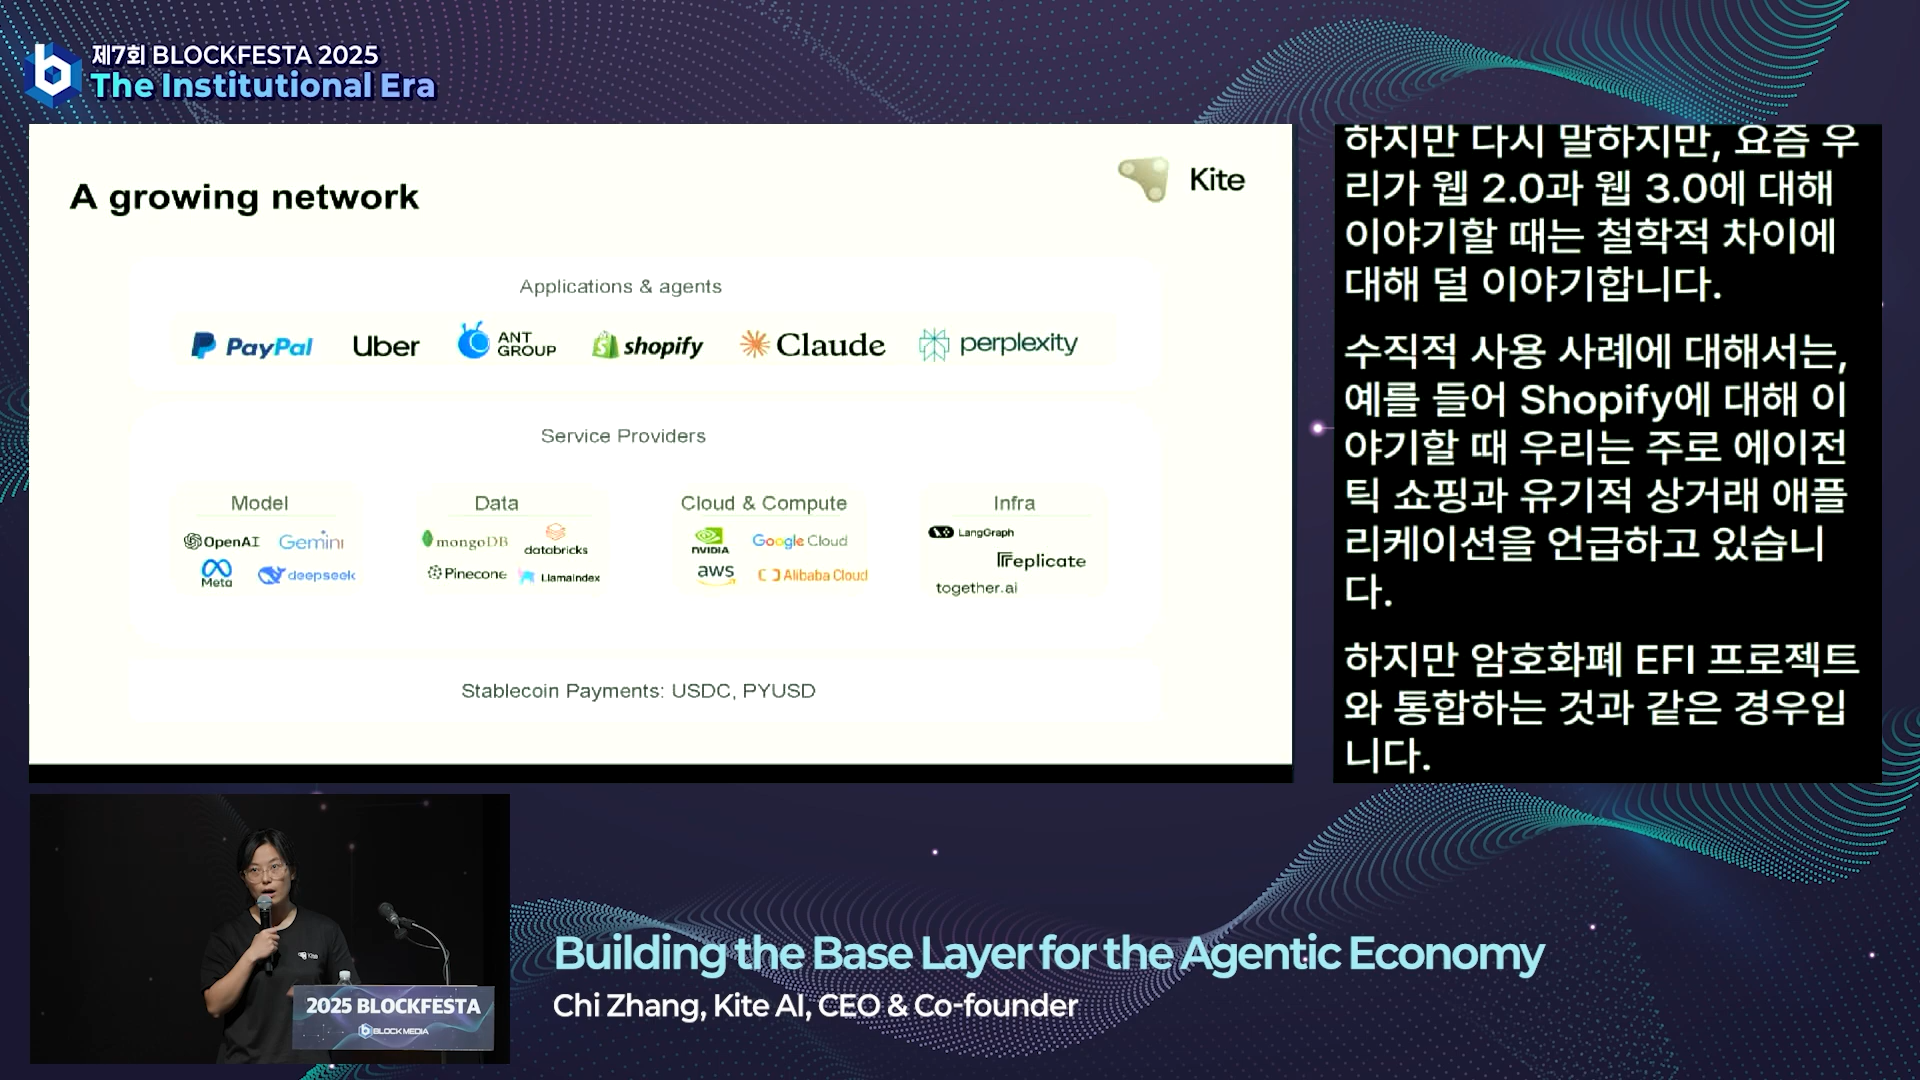 제7회 BLOCKFESTA 2025
The Institutional Era
A growing network
Kite
Applications & agents
PayPal
Uber
ANT
GROUP
shopify
Claude
perplexity
Service Providers
Model
OpenAI
Gemini
Meta
deepseek
Data
mongoDB
databricks
Pinecone
LlamaIndex
Cloud & Compute
NVIDIA
Google Cloud
aws
Alibaba Cloud
Infra
LangGraph
replicate
together.ai
Stablecoin Payments: USDC, PYUSD
하지만 다시 말하지만, 요즘 우
리가 웹 2.0과 웹 3.0에 대해
이야기할 때는 철학적 차이에
대해 덜 이야기합니다.
수직적 사용 사례에 대해서는,
예를 들어 Shopify에 대해 이
야기할 때 우리는 주로 에이전
틱 쇼핑과 유기적 상거래 애플
리케이션을 언급하고 있습니
다.
하지만 암호화폐 EFI 프로젝트
와 통합하는 것과 같은 경우입
니다.
2025 BLOCKFESTA
BLOCKMEDIA
Building the Base Layer for the Agentic Economy
Chi Zhang, Kite AI, CEO & Co-founder